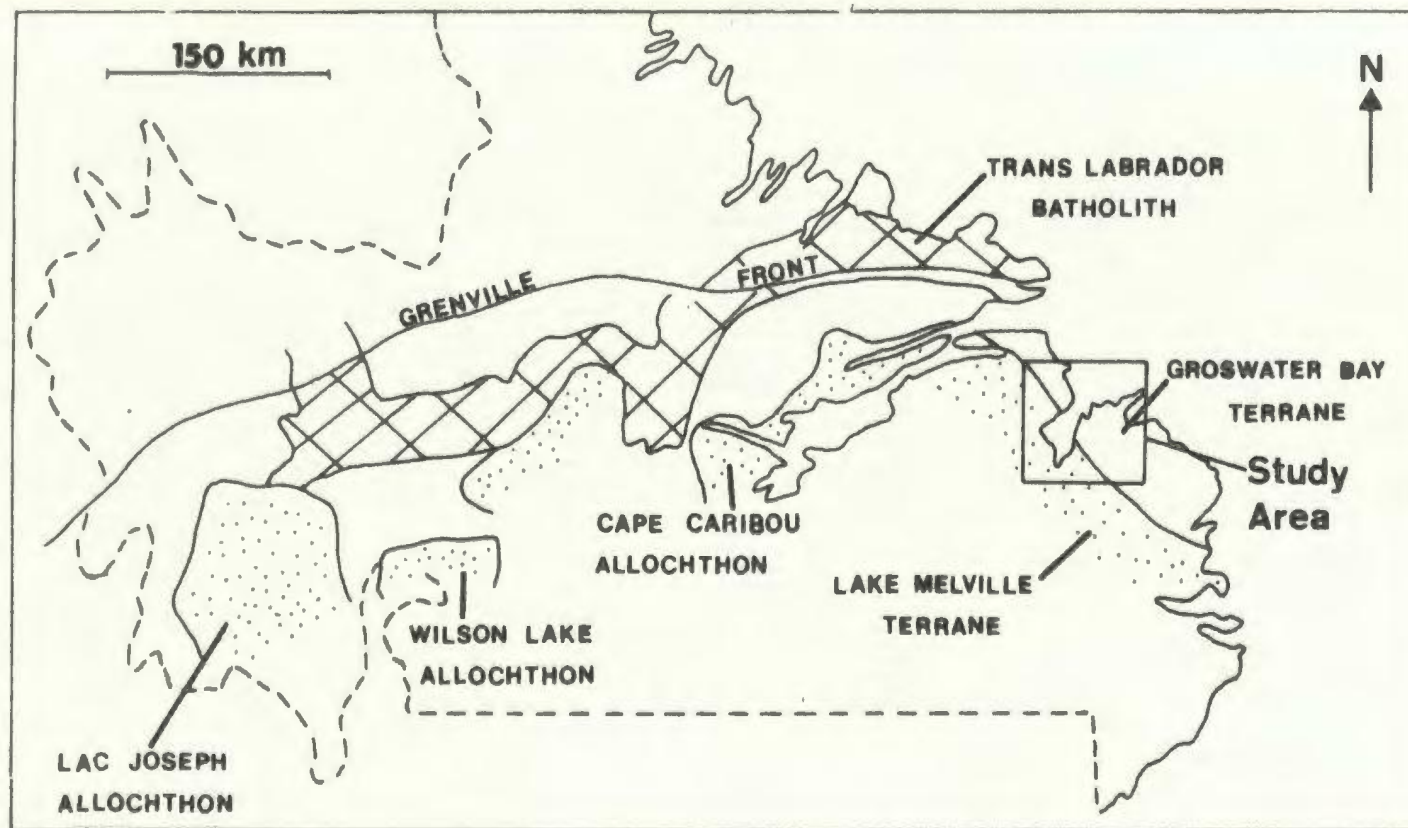 150 km
N
TRANS LABRADOR
BATHOLITH
GRENVILLE FRONT
GROSWATER BAY
TERRANE
Study
Area
CAPE CARIBOU
ALLOCHTHON
LAKE MELVILLE
TERRANE
WILSON LAKE
ALLOCHTHON
LAC JOSEPH
ALLOCHTHON